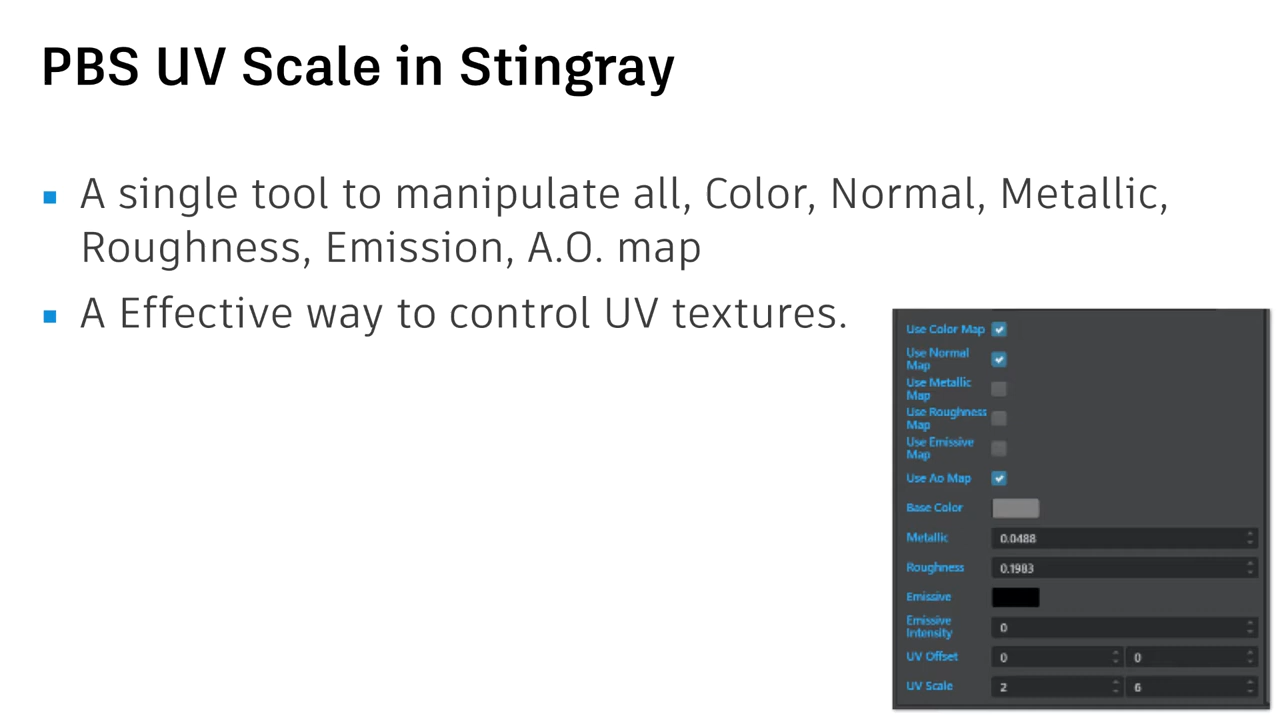 PBS UV Scale in Stingray
A single tool to manipulate all, Color, Normal, Metallic,
Roughness, Emission, A.O. map
A Effective way to control UV textures.
Use Color Map
Use Normal
Map
Use Metallic
Map
Use Roughness
Map
Use Emissive
Map
Use Ao Map
Base Color
Metallic 0.0488
Roughness 0.1983
Emissive
Emissive
Intensity 0
UV Offset 0 0
UV Scale 2 6